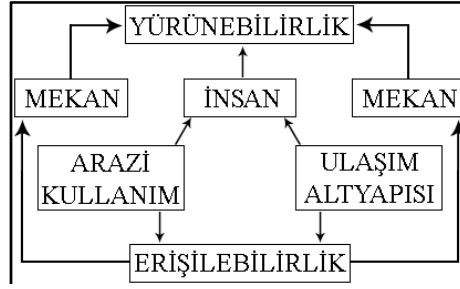 YÜRÜNEBİLİRLİK
MEKAN
İNSAN
MEKAN
ARAZİ
KULLANIM
ULAŞIM
ALTYAPISI
ERİŞİLEBİLİRLİK